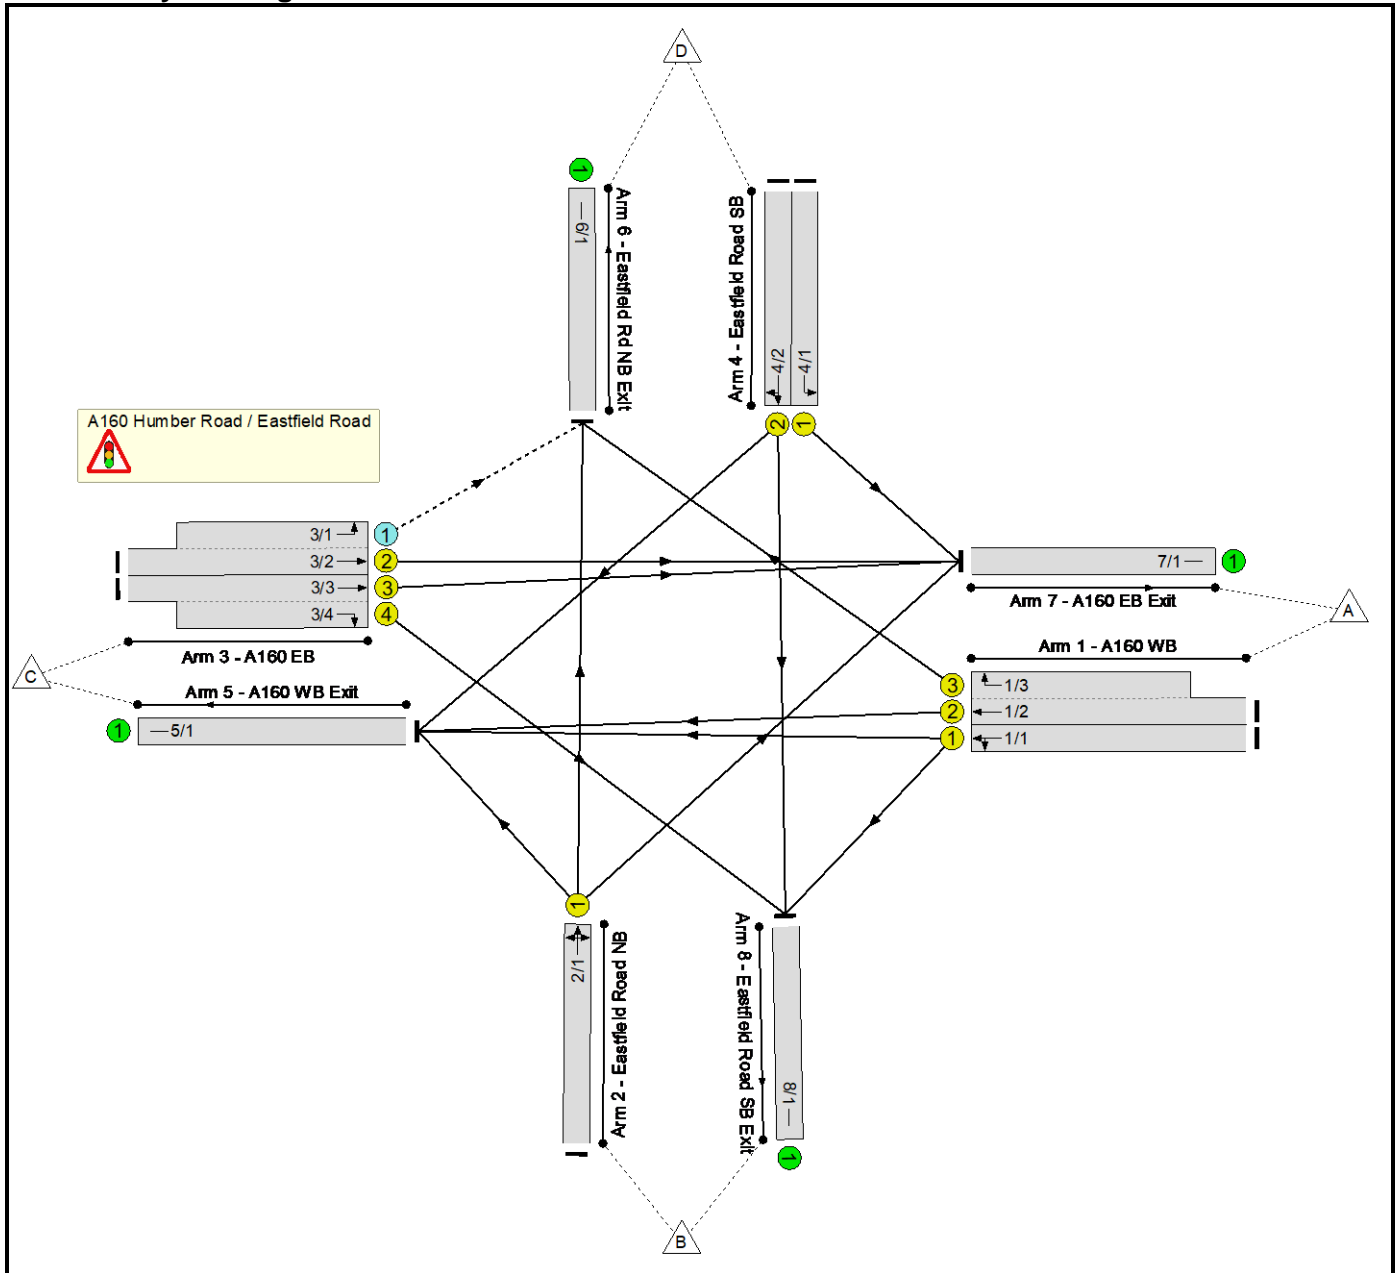 D
1
6/1
Arm 6 - Eastfield Rd NB Exit
Arm 4 - Eastfield Road SB
4/2
4/1
2
1
A160 Humber Road / Eastfield Road
3/1
1
3/2
2
3/3
3
3/4
4
Arm 3 - A160 EB
C
Arm 5 - A160 WB Exit
1
5/1
7/1
1
Arm 7 - A160 EB Exit
A
Arm 1 - A160 WB
3
1/3
2
1/2
1
1/1
1
2/1
Arm 2 - Eastfield Road NB
Arm 8 - Eastfield Road SB Exit
8/1
1
B